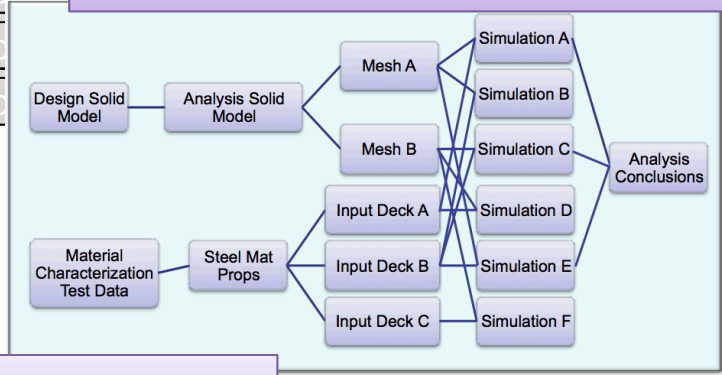 Design Solid
Model
Analysis Solid
Model
Mesh A
Mesh B
Simulation A
Simulation B
Simulation C
Simulation D
Simulation E
Simulation F
Analysis
Conclusions
Material
Characterization
Test Data
Steel Mat
Props
Input Deck A
Input Deck B
Input Deck C